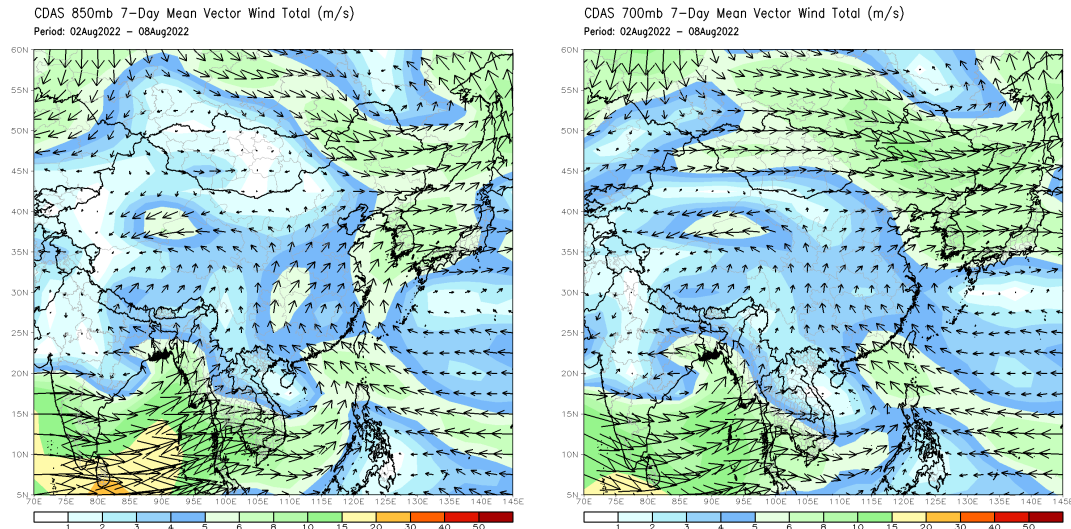 CDAS 850mb 7-Day Mean Vector Wind Total (m/s)
Period: 02Aug2022 - 08Aug2022
60N
55N
50N
45N
40N
35N
30N
25N
20N
15N
10N
5N
70E 75E 80E 85E 90E 95E 100E 105E 110E 115E 120E 125E 130E 135E 140E 145E
1 2 3 4 5 6 8 10 15 20 30 40 50
CDAS 700mb 7-Day Mean Vector Wind Total (m/s)
Period: 02Aug2022 - 08Aug2022
60N
55N
50N
45N
40N
35N
30N
25N
20N
15N
10N
5N
70E 75E 80E 85E 90E 95E 100E 105E 110E 115E 120E 125E 130E 135E 140E 145E
1 2 3 4 5 6 8 10 15 20 30 40 50